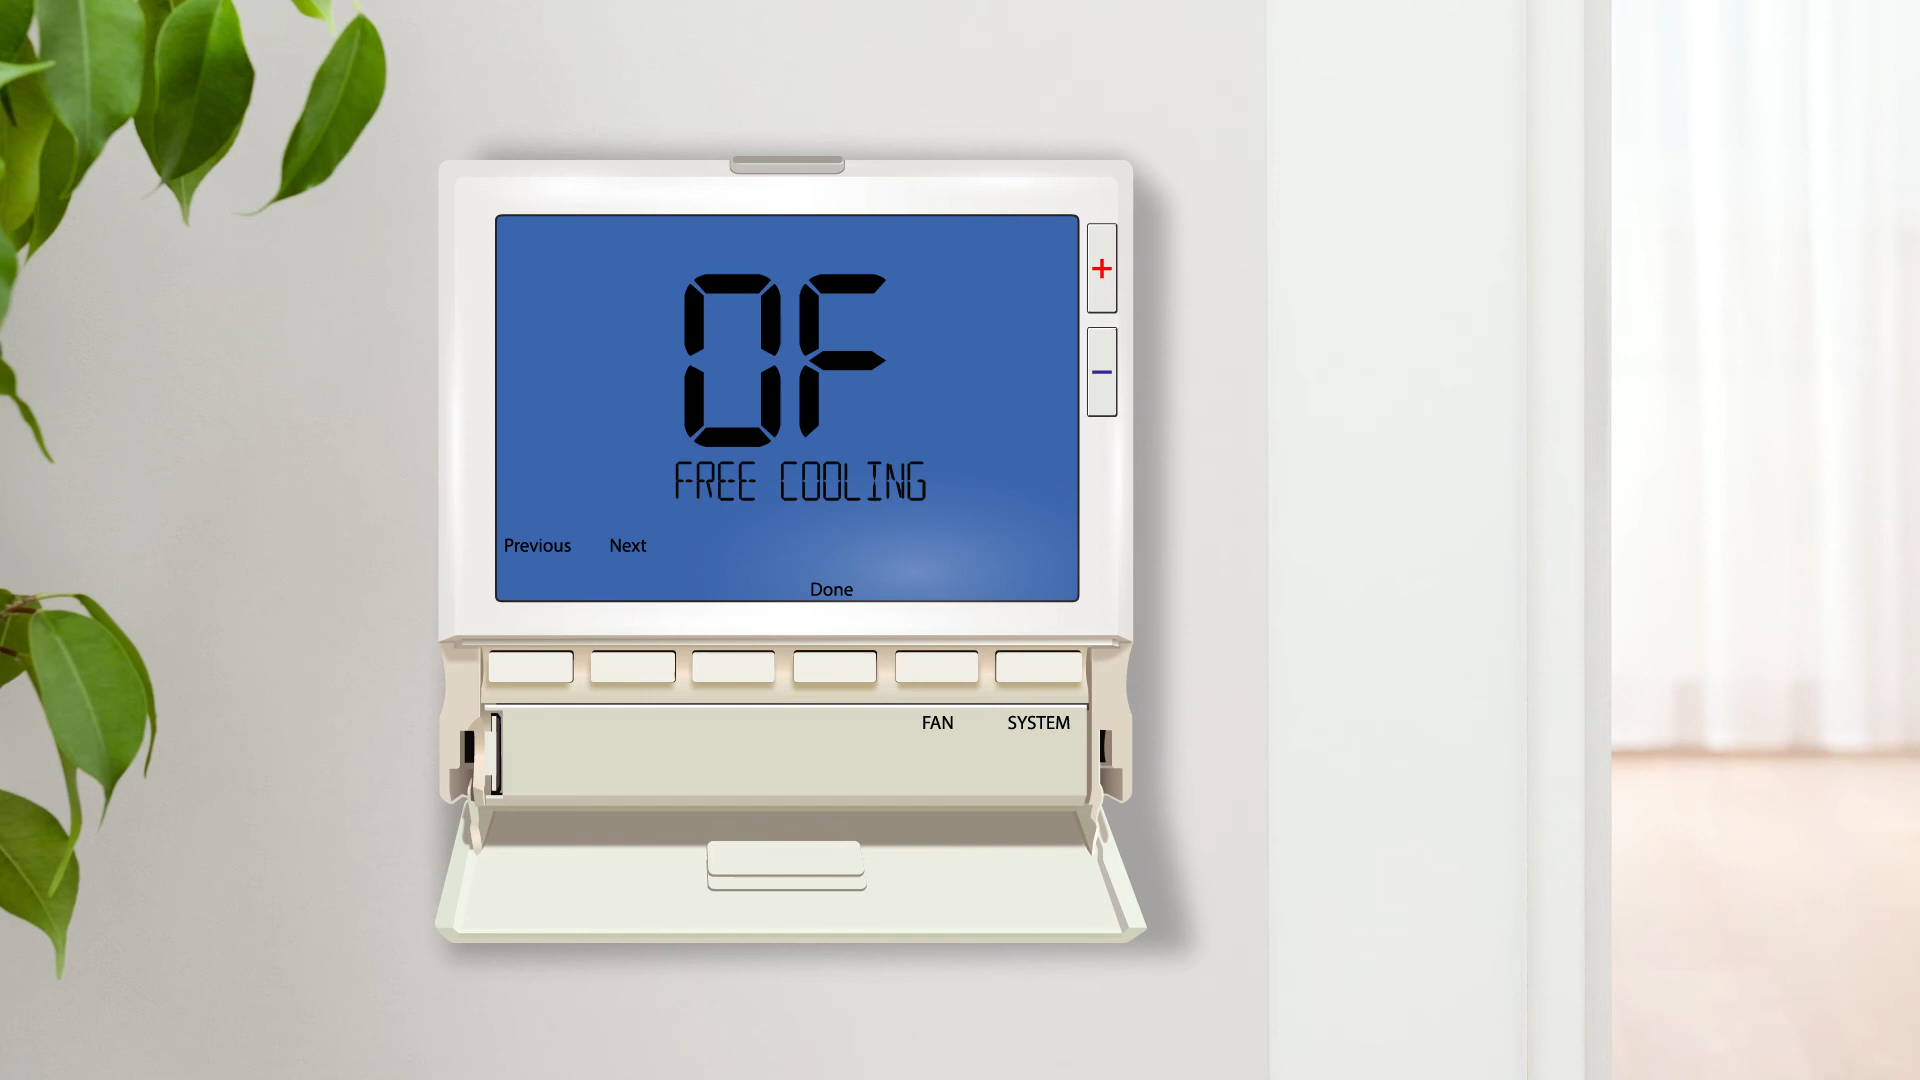 OF
+
FREE COOLING
−
Previous Next
Done
FAN SYSTEM